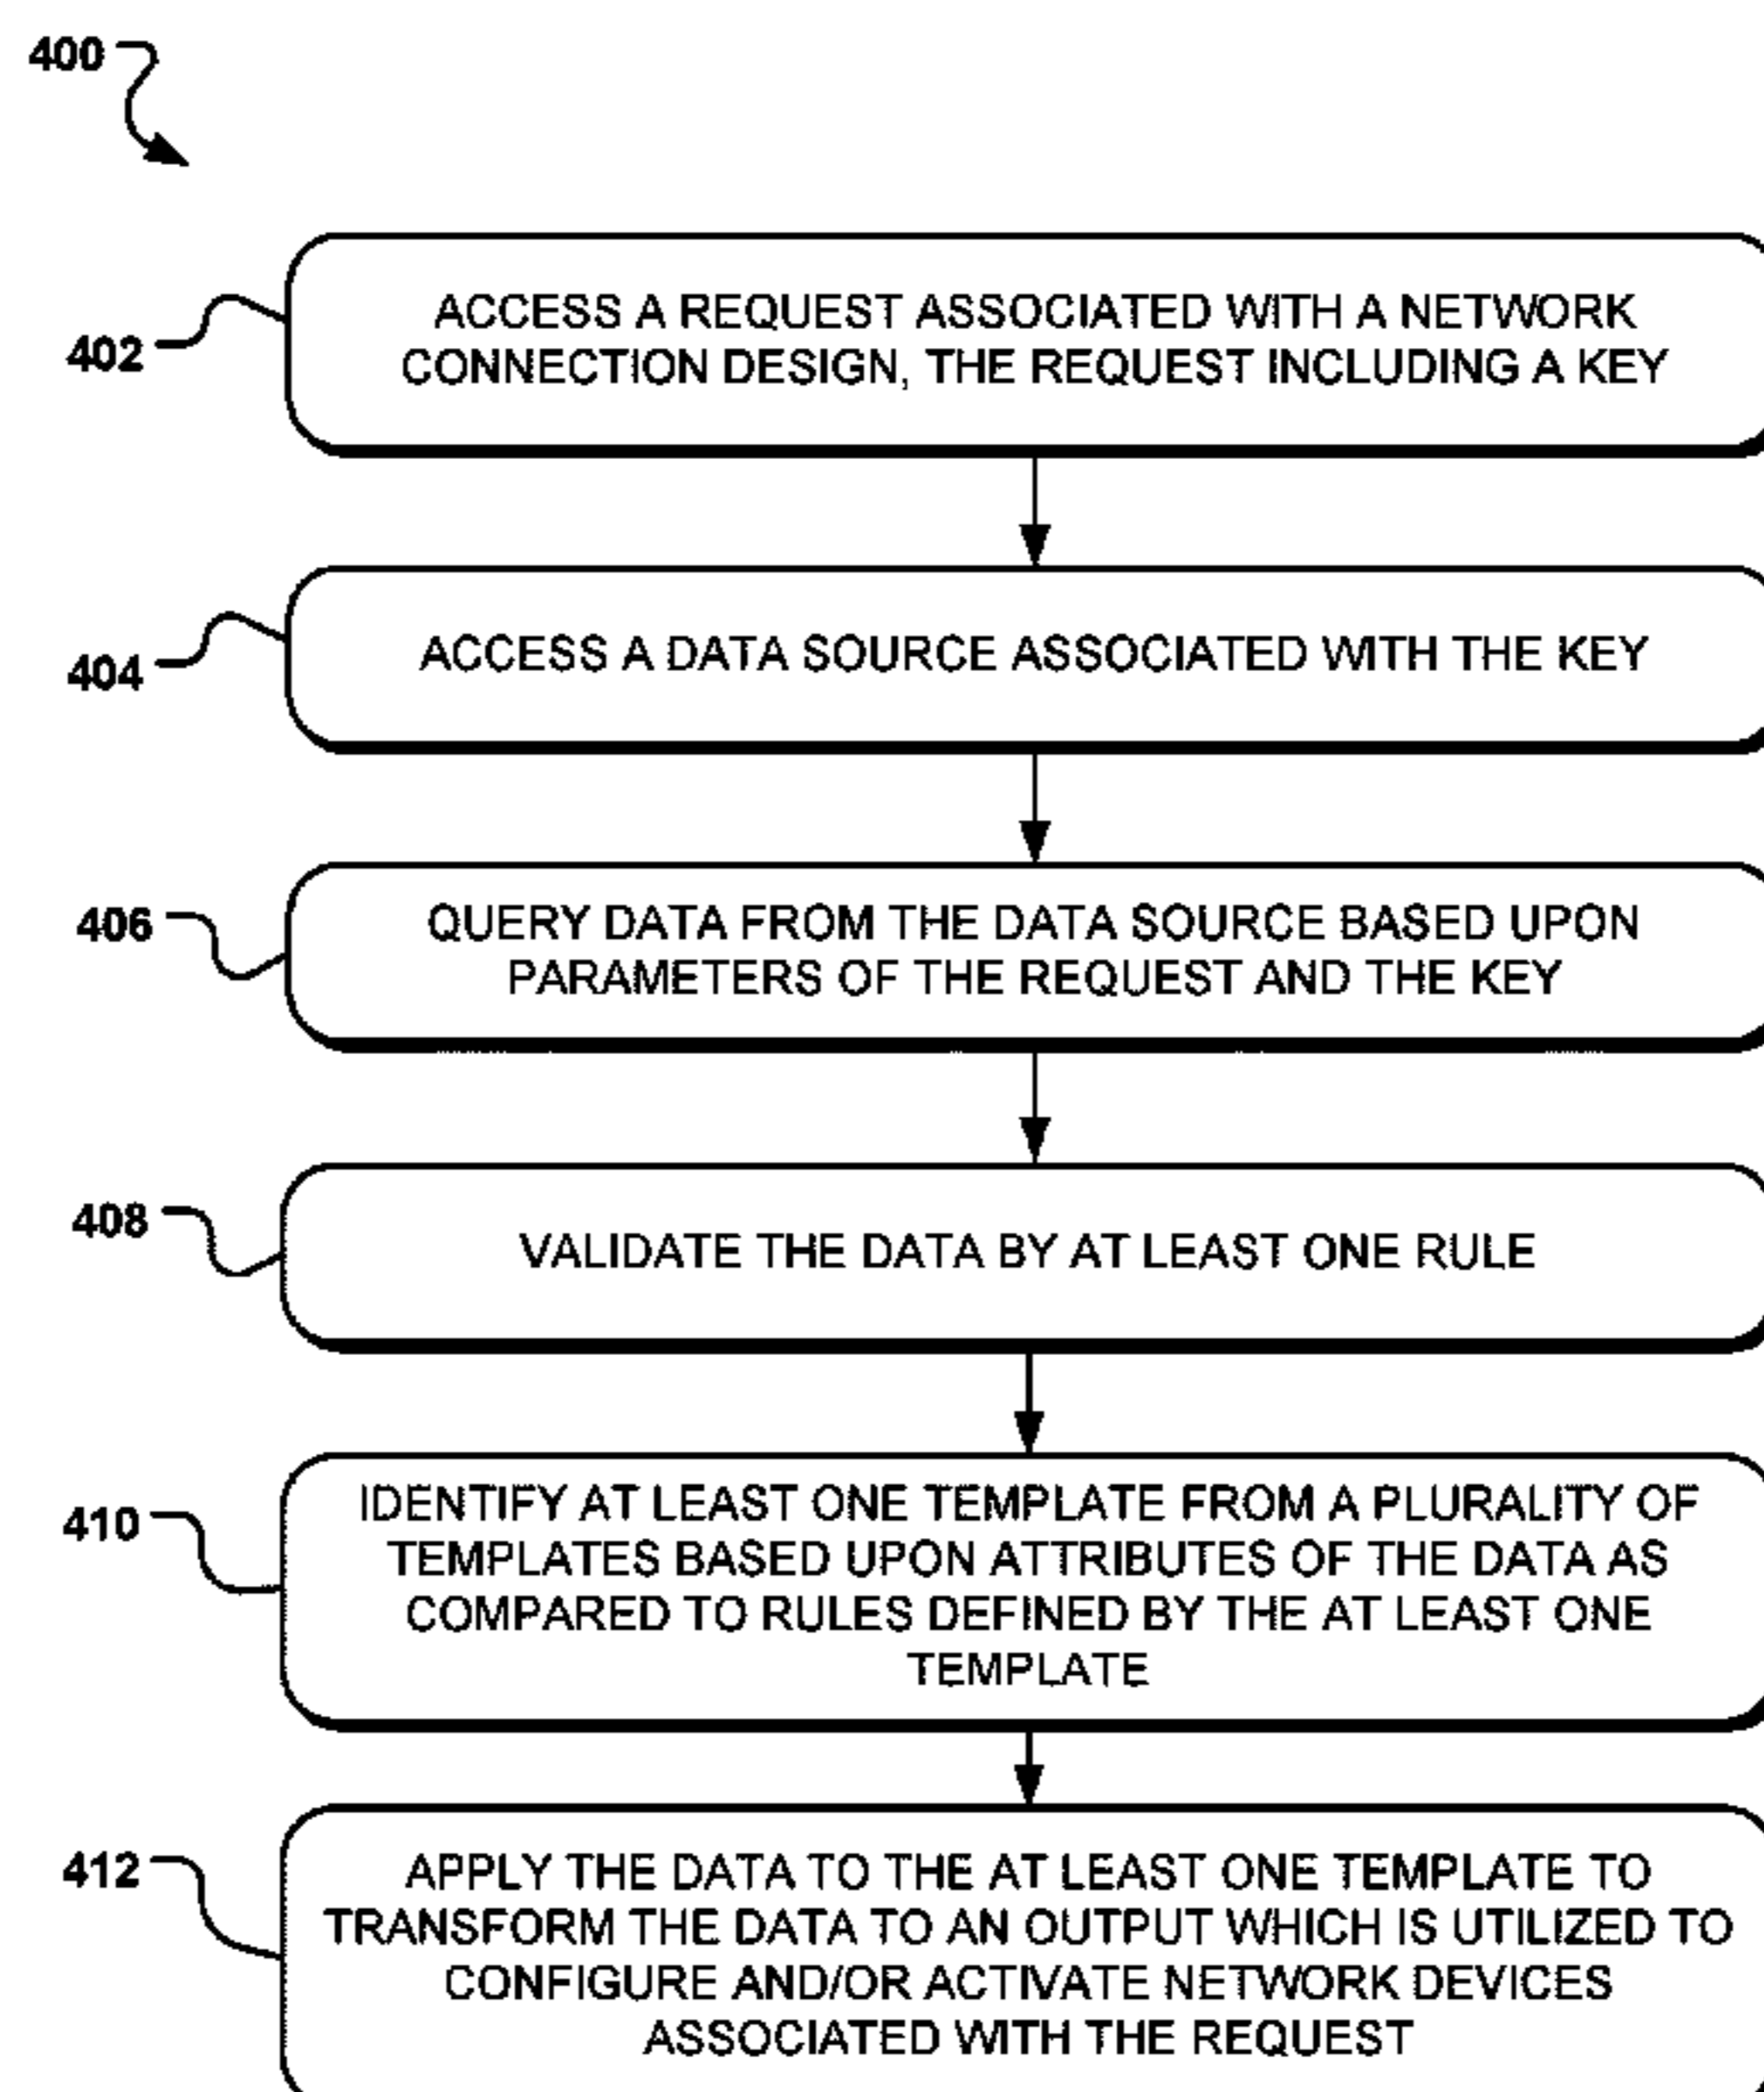 400
402
ACCESS A REQUEST ASSOCIATED WITH A NETWORK
CONNECTION DESIGN, THE REQUEST INCLUDING A KEY
404
ACCESS A DATA SOURCE ASSOCIATED WITH THE KEY
406
QUERY DATA FROM THE DATA SOURCE BASED UPON
PARAMETERS OF THE REQUEST AND THE KEY
408
VALIDATE THE DATA BY AT LEAST ONE RULE
410
IDENTIFY AT LEAST ONE TEMPLATE FROM A PLURALITY OF
TEMPLATES BASED UPON ATTRIBUTES OF THE DATA AS
COMPARED TO RULES DEFINED BY THE AT LEAST ONE
TEMPLATE
412
APPLY THE DATA TO THE AT LEAST ONE TEMPLATE TO
TRANSFORM THE DATA TO AN OUTPUT WHICH IS UTILIZED TO
CONFIGURE AND/OR ACTIVATE NETWORK DEVICES
ASSOCIATED WITH THE REQUEST